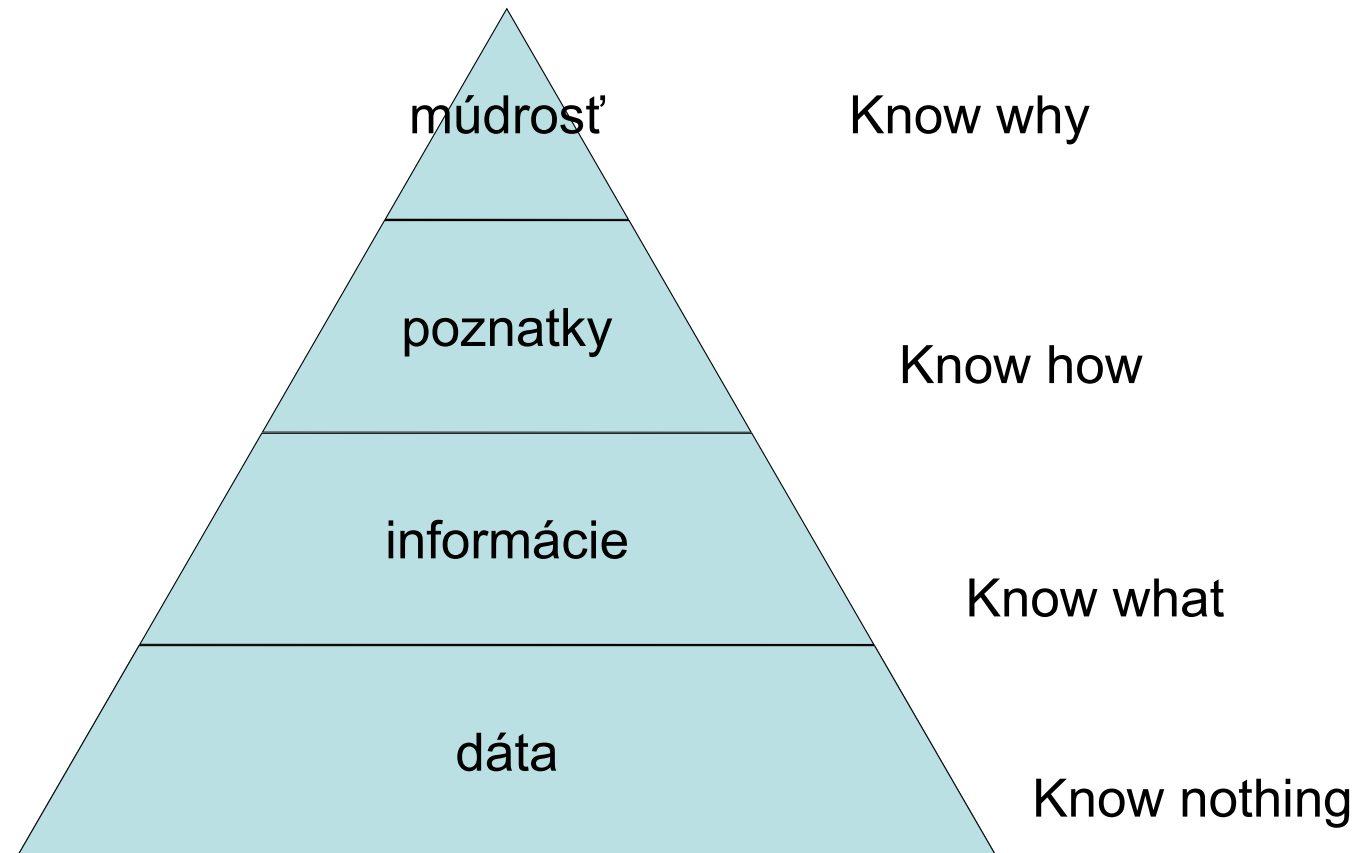 múdrosť
Know why
poznatky
Know how
informácie
Know what
dáta
Know nothing